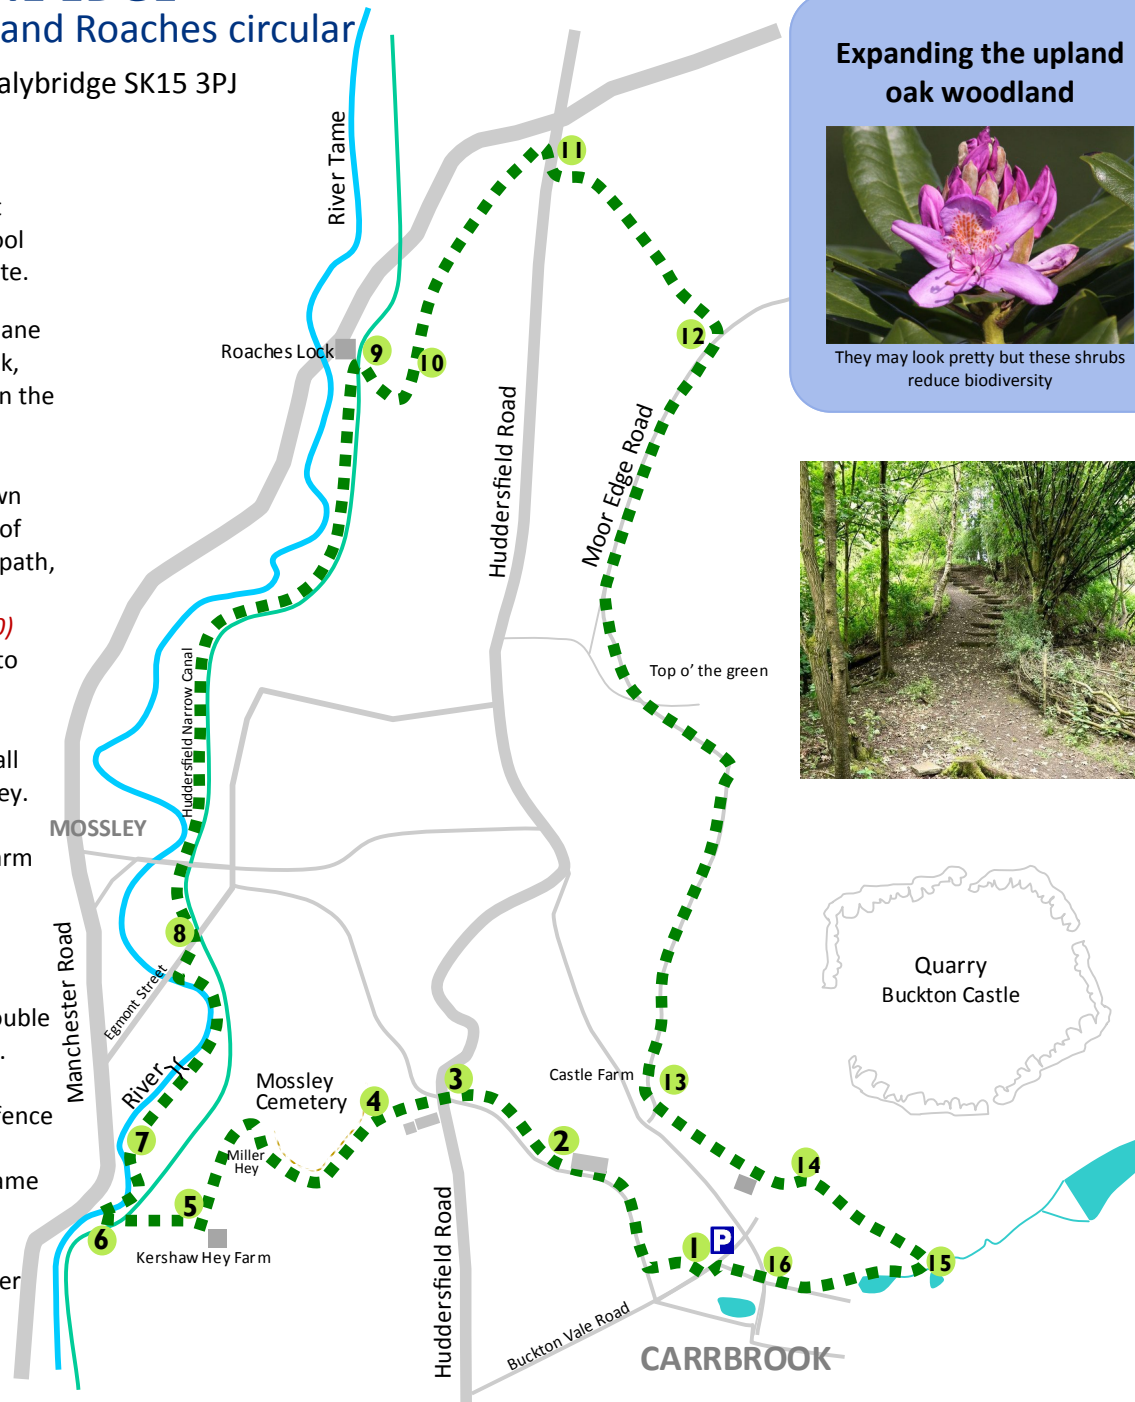 and Roaches circular
alybridge SK15 3PJ
ool
te.
ane
k,
n the
wn
of
path,
0)
to
all
ey.
arm
ouble
.
fence
ame
er
River Tame
Roaches Lock
Huddersfield Road
Moor Edge Road
Top o’ the green
Huddersfield Narrow Canal
MOSSLEY
Manchester Road
Egmont Street
River
Mossley
Cemetery
Miller
Hey
Kershaw Hey Farm
Castle Farm
Huddersfield Road
Buckton Vale Road
CARRBROOK
P
1
2
3
4
5
6
7
8
9
10
11
12
13
14
15
16
Expanding the upland
oak woodland
They may look pretty but these shrubs
reduce biodiversity
Quarry
Buckton Castle